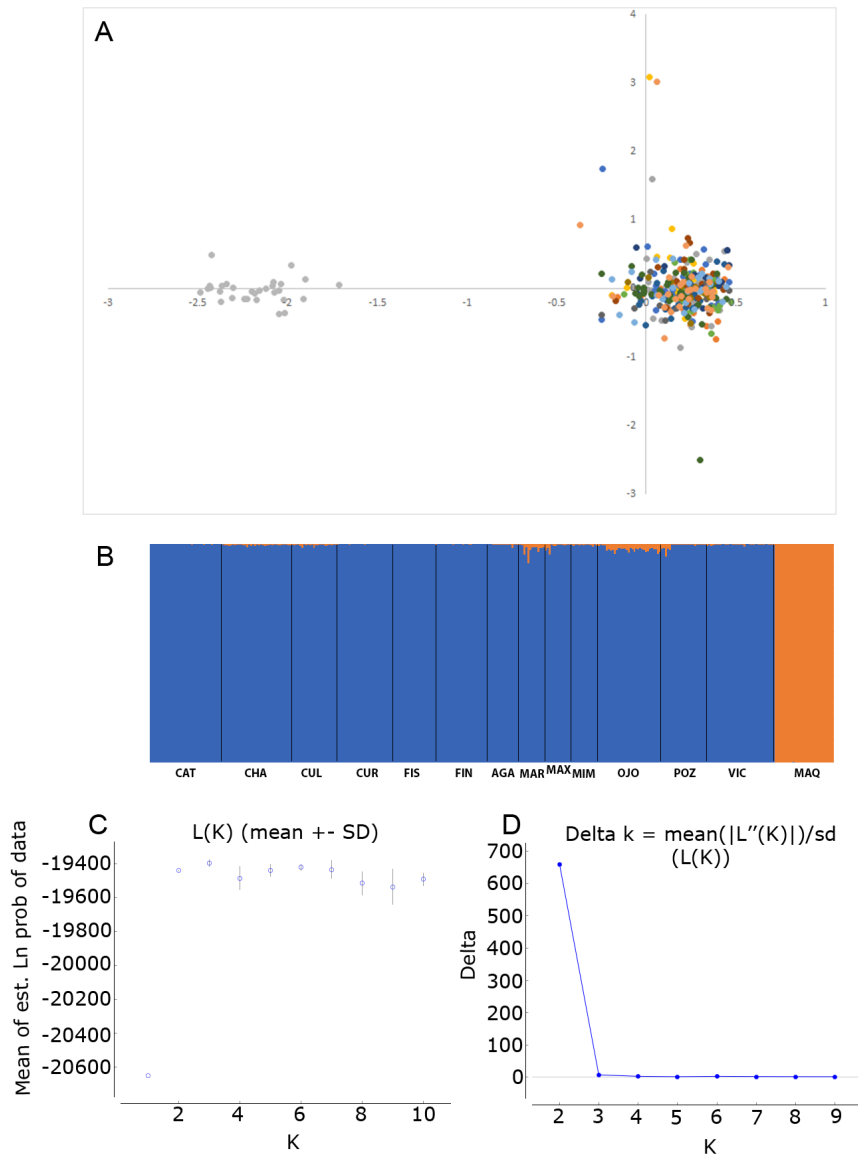 A
4
3
2
1
-3 -2.5 -2 -1.5 -1 -0.5 0.0 0.5 1
-1
-2
-3
B
CAT CHA CUL CUR FIS FIN AGA MAR MAX MIM OJO POZ VIC MAQ
C
L(K) (mean +- SD)
Mean of est. Ln prob of data
-19400
-19600
-19800
-20000
-20200
-20400
-20600
2 4 6 8 10
K
D
Delta k = mean(|L″(K)|)/sd
(L(K))
Delta
700
600
500
400
300
200
100
0
2 3 4 5 6 7 8 9
K